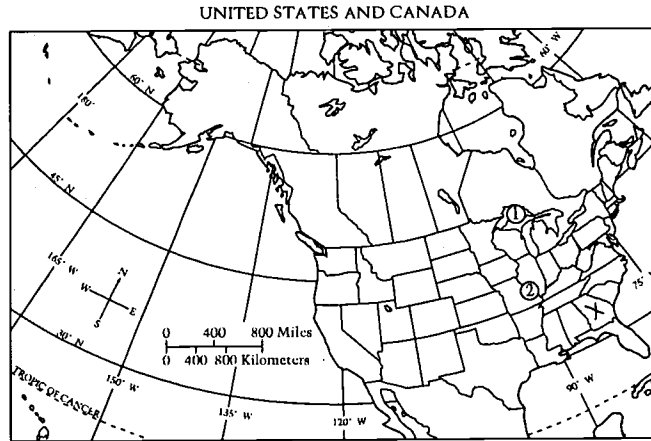 UNITED STATES AND CANADA
60° N
60° W
180°
45° N
165° W
W
N
E
S
30° N
0 400 800 Miles
0 400 800 Kilometers
TROPIC OF CANCER
150° W
135° W
120° W
90° W
75°
1
2
X